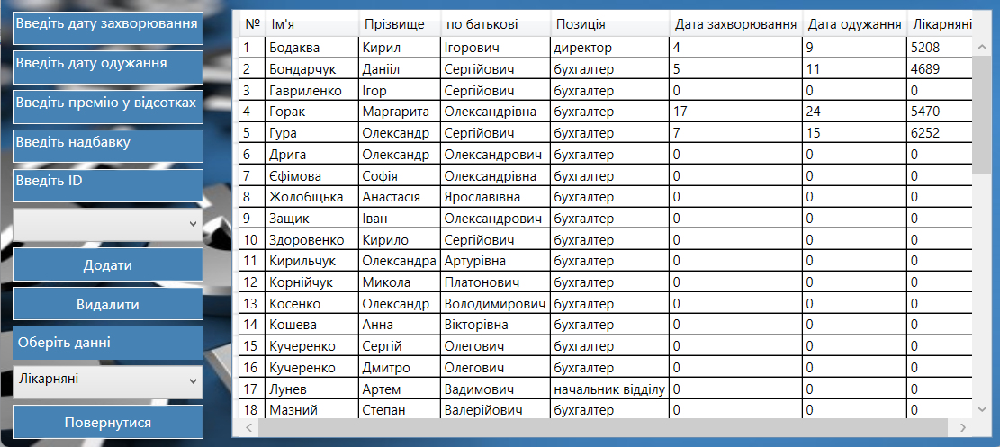 Введіть дату захворювання
Введіть дату одужання
Введіть премію у відсотках
Введіть надбавку
Введіть ID
Додати
Видалити
Оберіть данні
Лікарняні
Повернутися
№ Ім'я Прізвище по батькові Позиція Дата захворювання Дата одужання Лікарняні
1 Бодаква Кирил Ігорович директор 4 9 5208
2 Бондарчук Данііл Сергійович бухгалтер 5 11 4689
3 Гавриленко Ігор Сергійович бухгалтер 0 0 0
4 Горак Маргарита Олександрівна бухгалтер 17 24 5470
5 Гура Олександр Сергійович бухгалтер 7 15 6252
6 Дрига Олександр Олександрович бухгалтер 0 0 0
7 Єфімова Софія Олександрівна бухгалтер 0 0 0
8 Жолобіцька Анастасія Ярославівна бухгалтер 0 0 0
9 Защик Іван Олександрович бухгалтер 0 0 0
10 Здоровенко Кирило Сергійович бухгалтер 0 0 0
11 Кирильчук Олександра Артурівна бухгалтер 0 0 0
12 Корнійчук Микола Платонович бухгалтер 0 0 0
13 Косенко Олександр Володимирович бухгалтер 0 0 0
14 Кошева Анна Вікторівна бухгалтер 0 0 0
15 Кучеренко Сергій Олегович бухгалтер 0 0 0
16 Кучеренко Дмитро Олегович бухгалтер 0 0 0
17 Лунев Артем Вадимович начальник відділу 0 0 0
18 Мазний Степан Валерійович бухгалтер 0 0 0